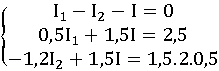 I₁ − I₂ − I = 0
0,5I₁ + 1,5I = 2,5
−1,2I₂ + 1,5I = 1,5.2.0,5